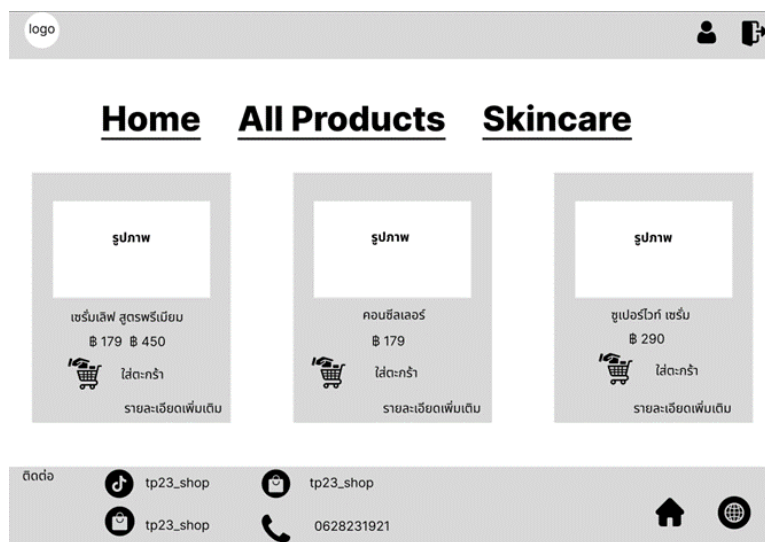 logo
Home All Products Skincare
รูปภาพ
เซรั่มเลิฟ สูตรพรีเมียม
฿ 179 ฿ 450
ใส่ตะกร้า
รายละเอียดเพิ่มเติม
รูปภาพ
คอนซีลเลอร์
฿ 179
ใส่ตะกร้า
รายละเอียดเพิ่มเติม
รูปภาพ
ซูเปอร์ไวท์ เซรั่ม
฿ 290
ใส่ตะกร้า
รายละเอียดเพิ่มเติม
ติดต่อ
tp23_shop tp23_shop
tp23_shop 0628231921